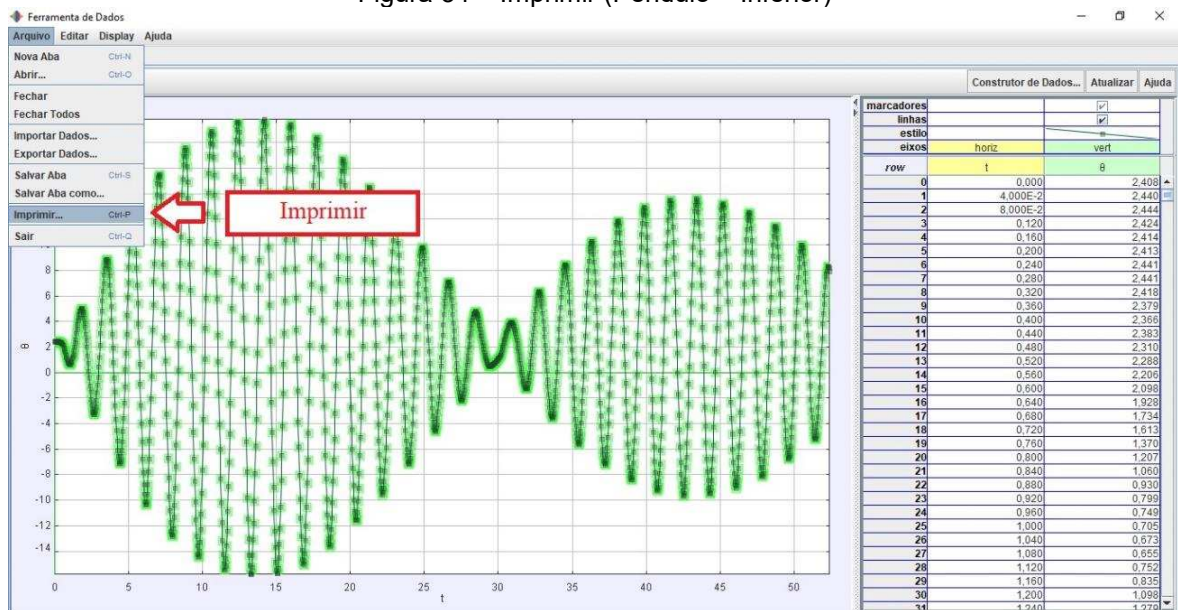 Ferramenta de Dados
Arquivo Editar Display Ajuda
Nova Aba Ctrl-N
Abrir... Ctrl-O
Fechar
Fechar Todos
Importar Dados...
Exportar Dados...
Salvar Aba Ctrl-S
Salvar Aba como...
Imprimir... Ctrl-P
Sair Ctrl-Q
Imprimir
Construtor de Dados... Atualizar Ajuda
8
6
4
2
0
-2
-4
-6
-8
-10
-12
-14
θ
0 5 10 15 20 25 30 35 40 45 50
t
marcadores
linhas
estilo
eixos horiz vert
row t θ
0 0,000 2,408
1 4,000E-2 2,440
2 8,000E-2 2,444
3 0,120 2,424
4 0,160 2,414
5 0,200 2,413
6 0,240 2,441
7 0,280 2,441
8 0,320 2,418
9 0,360 2,379
10 0,400 2,366
11 0,440 2,383
12 0,480 2,310
13 0,520 2,288
14 0,560 2,206
15 0,600 2,098
16 0,640 1,928
17 0,680 1,734
18 0,720 1,613
19 0,760 1,370
20 0,800 1,207
21 0,840 1,060
22 0,880 0,930
23 0,920 0,799
24 0,960 0,749
25 1,000 0,705
26 1,040 0,673
27 1,080 0,655
28 1,120 0,752
29 1,160 0,835
30 1,200 1,098
31 1,240 1,279